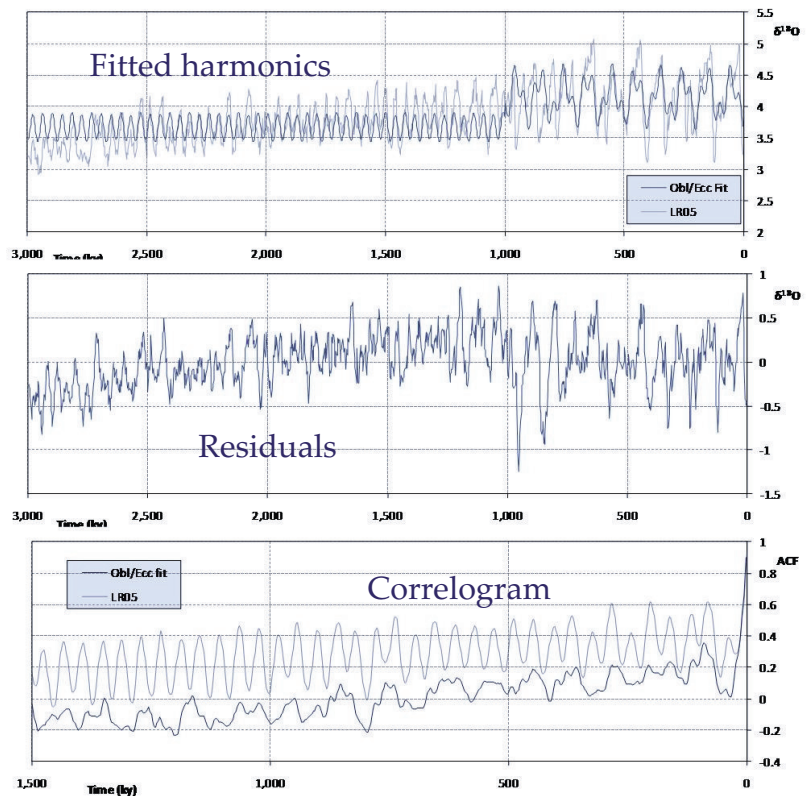 5.5
δ¹⁸O
Fitted harmonics
5
4.5
4
3.5
3
2.5
2
Obl/Ecc Fit
LR05
3,000 2,500 2,000 1,500 1,000 500 0
Time (ky)
1
δ¹⁸O
0.5
0
-0.5
Residuals
-1
-1.5
3,000 2,500 2,000 1,500 1,000 500 0
Time (ky)
1
Obl/Ecc fit
ACF
LR05
Correlogram
0.8
0.6
0.4
0.2
0
-0.2
-0.4
1,500 1,000 500 0
Time (ky)